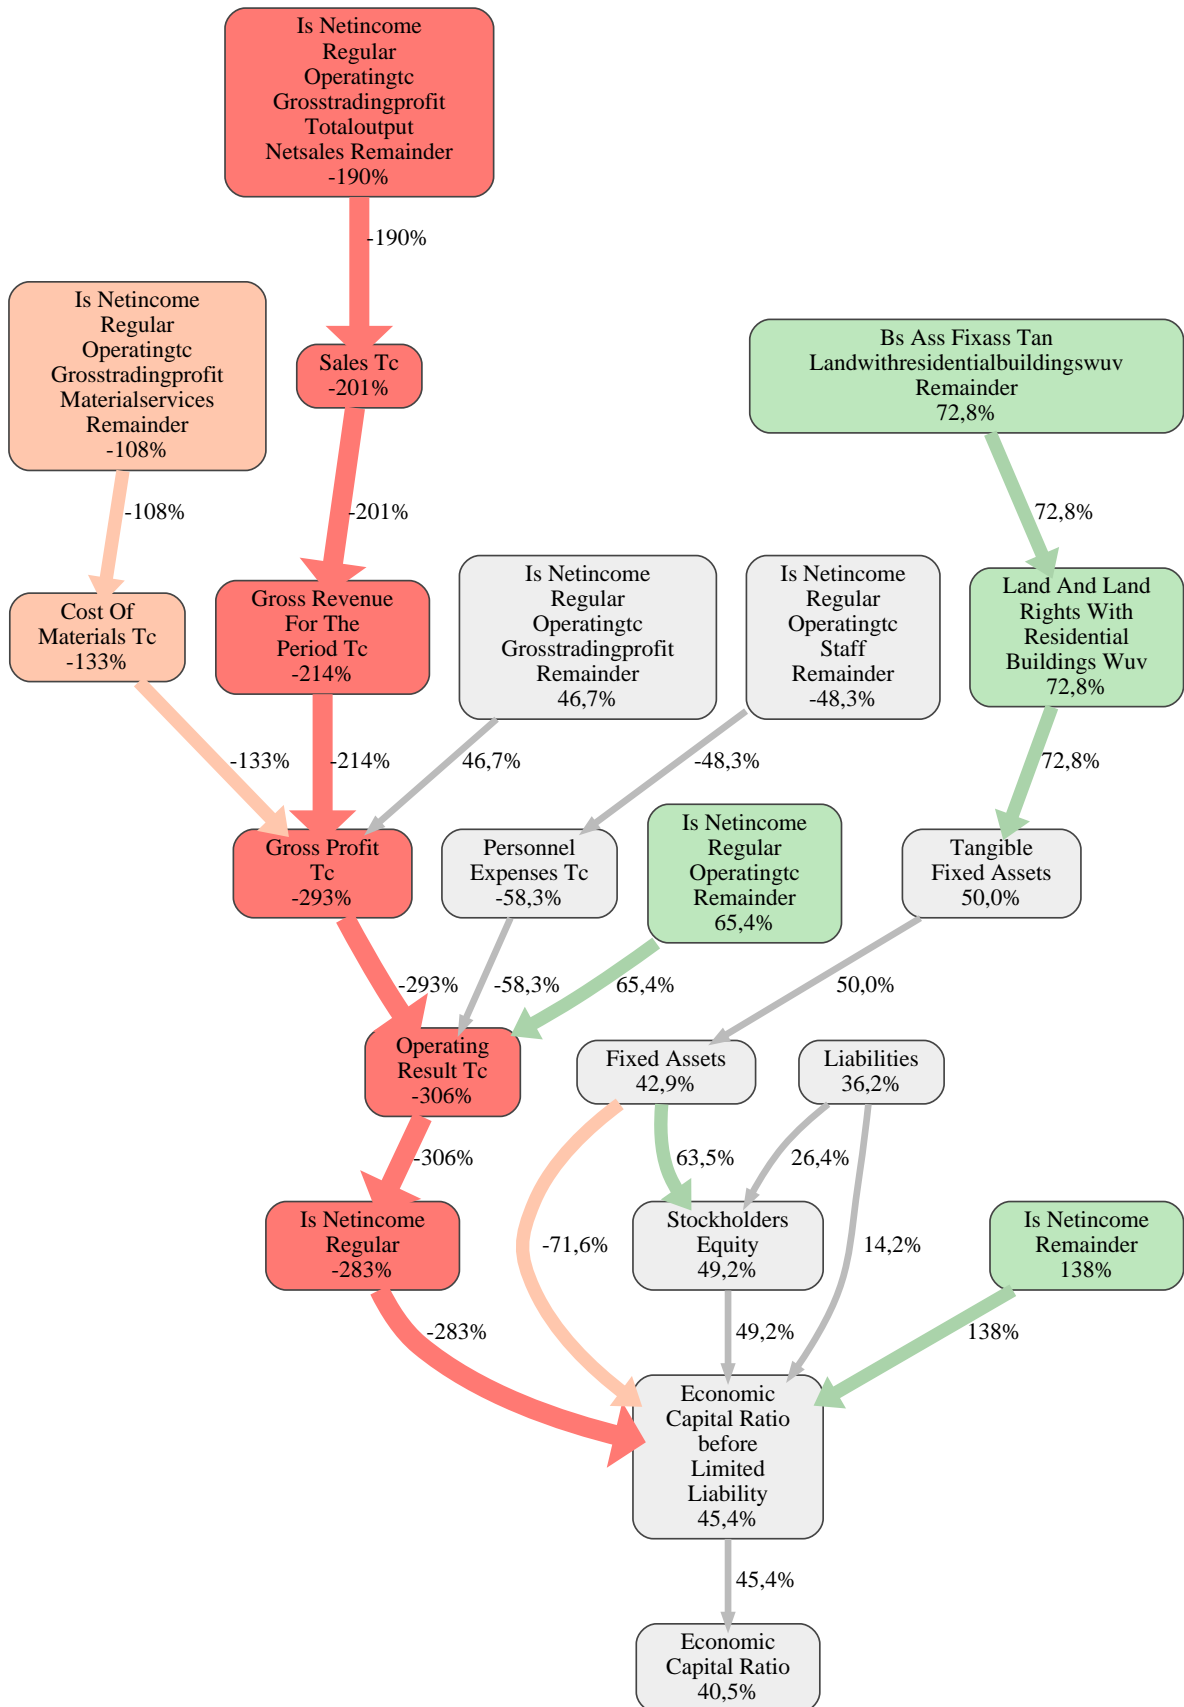 Is Netincome
Regular
Operatingtc
Grosstradingprofit
Totaloutput
Netsales Remainder
-190%
-190%
Is Netincome
Regular
Operatingtc
Grosstradingprofit
Materialservices
Remainder
-108%
Sales Tc
-201%
Bs Ass Fixass Tan
Landwithresidentialbuildingswuv
Remainder
72,8%
-108%
-201%
72,8%
Cost Of
Materials Tc
-133%
Gross Revenue
For The
Period Tc
-214%
Is Netincome
Regular
Operatingtc
Grosstradingprofit
Remainder
46,7%
Is Netincome
Regular
Operatingtc
Staff
Remainder
-48,3%
Land And Land
Rights With
Residential
Buildings Wuv
72,8%
-133%
-214%
46,7%
-48,3%
72,8%
Gross Profit
Tc
-293%
Personnel
Expenses Tc
-58,3%
Is Netincome
Regular
Operatingtc
Remainder
65,4%
Tangible
Fixed Assets
50,0%
-293%
-58,3%
65,4%
50,0%
Operating
Result Tc
-306%
Fixed Assets
42,9%
Liabilities
36,2%
-306%
63,5%
26,4%
Is Netincome
Regular
-283%
-71,6%
Stockholders
Equity
49,2%
14,2%
Is Netincome
Remainder
138%
-283%
49,2%
138%
Economic
Capital Ratio
before
Limited
Liability
45,4%
45,4%
Economic
Capital Ratio
40,5%